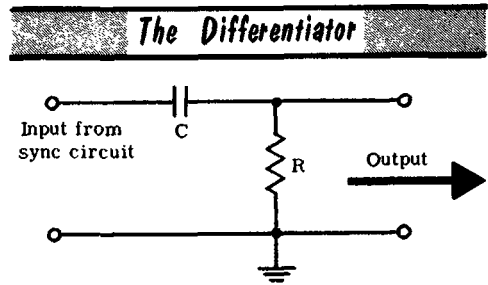 The Differentiator
Input from
sync circuit
C
R
Output